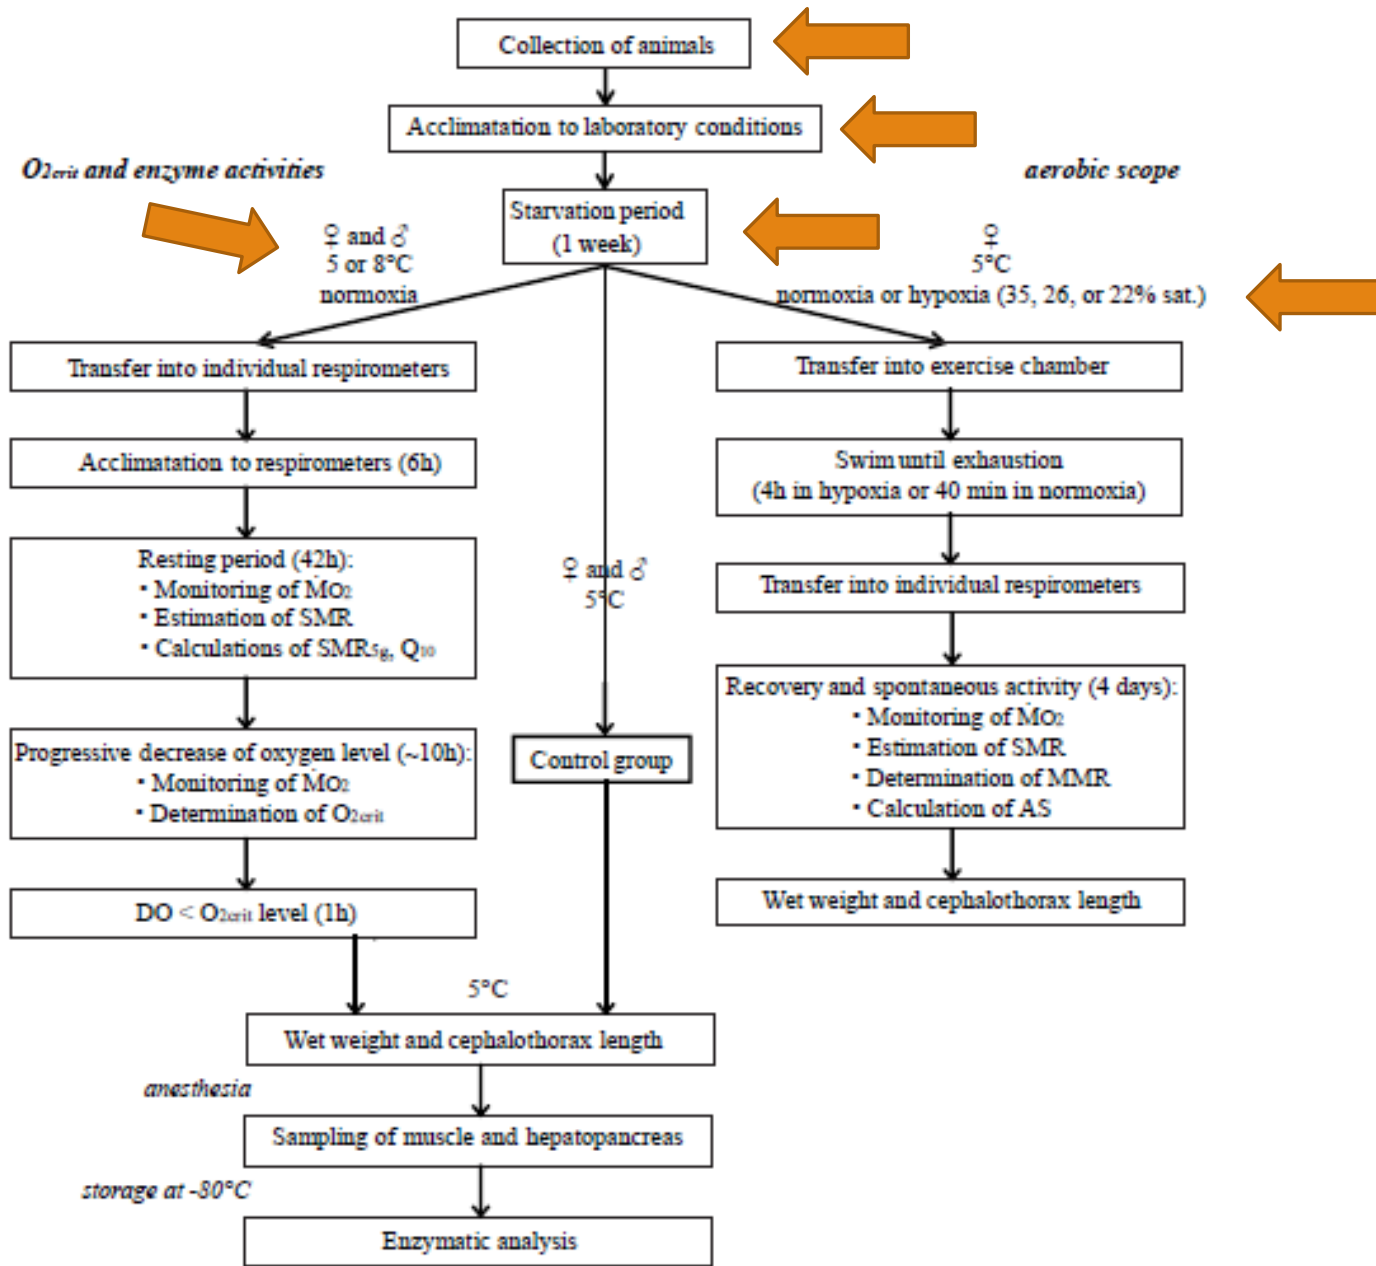 Collection of animals
Acclimatation to laboratory conditions
O2crit and enzyme activities
aerobic scope
Starvation period
(1 week)
♀ and ♂
5 or 8°C
normoxia
♀
5°C
normoxia or hypoxia (35, 26, or 22% sat.)
Transfer into individual respirometers
Acclimatation to respirometers (6h)
Resting period (42h):
· Monitoring of ṀO2
· Estimation of SMR
· Calculations of SMR5g, Q10
Progressive decrease of oxygen level (~10h):
· Monitoring of ṀO2
· Determination of O2crit
DO < O2crit level (1h)
♀ and ♂
5°C
Control group
Transfer into exercise chamber
Swim until exhaustion
(4h in hypoxia or 40 min in normoxia)
Transfer into individual respirometers
Recovery and spontaneous activity (4 days):
· Monitoring of ṀO2
· Estimation of SMR
· Determination of MMR
· Calculation of AS
Wet weight and cephalothorax length
5°C
Wet weight and cephalothorax length
anesthesia
Sampling of muscle and hepatopancreas
storage at -80°C
Enzymatic analysis